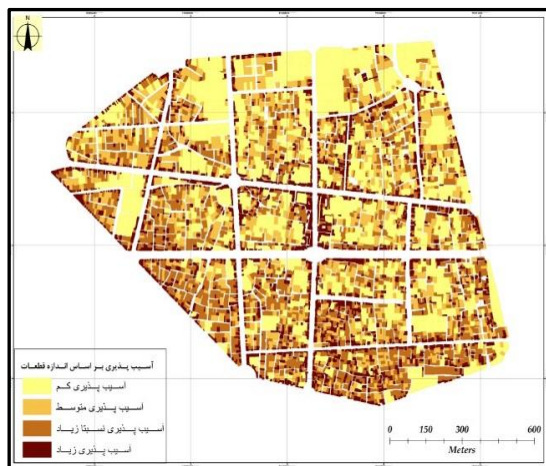 آسیب پذیری بر اساس اندازه قطعات
آسیب پذیری کم
آسیب پذیری متوسط
آسیب پذیری نسبتا زیاد
آسیب پذیری زیاد
0 150 300 600
Meters